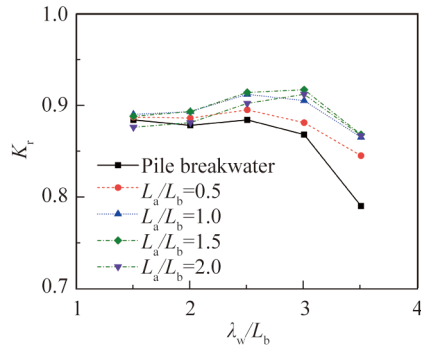 1.0
0.9
0.8
0.7
K_r
Pile breakwater
L_a/L_b=0.5
L_a/L_b=1.0
L_a/L_b=1.5
L_a/L_b=2.0
1 2 3 4
λ_w/L_b